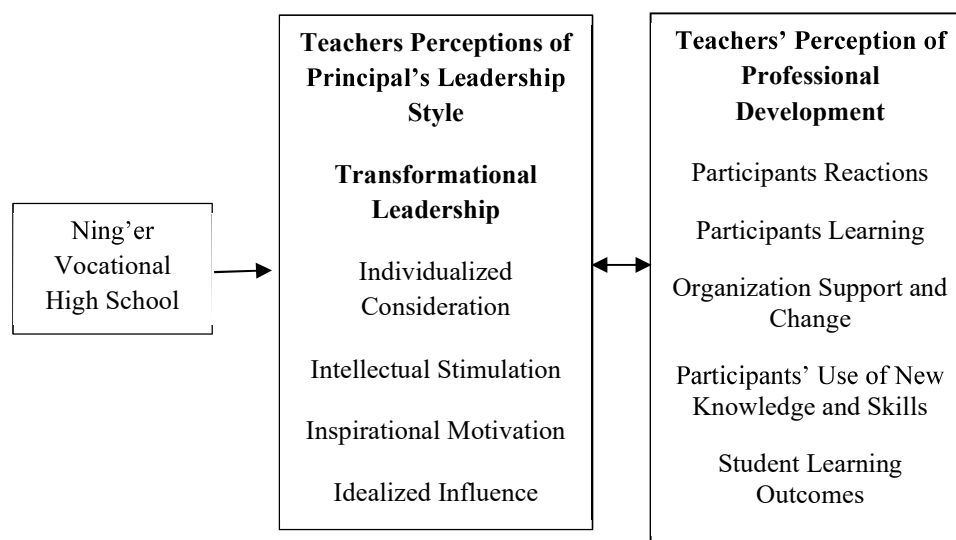 Ning’er
Vocational
High School
Teachers Perceptions of
Principal’s Leadership
Style
Transformational
Leadership
Individualized
Consideration
Intellectual Stimulation
Inspirational Motivation
Idealized Influence
Teachers’ Perception of
Professional
Development
Participants Reactions
Participants Learning
Organization Support and
Change
Participants’ Use of New
Knowledge and Skills
Student Learning
Outcomes